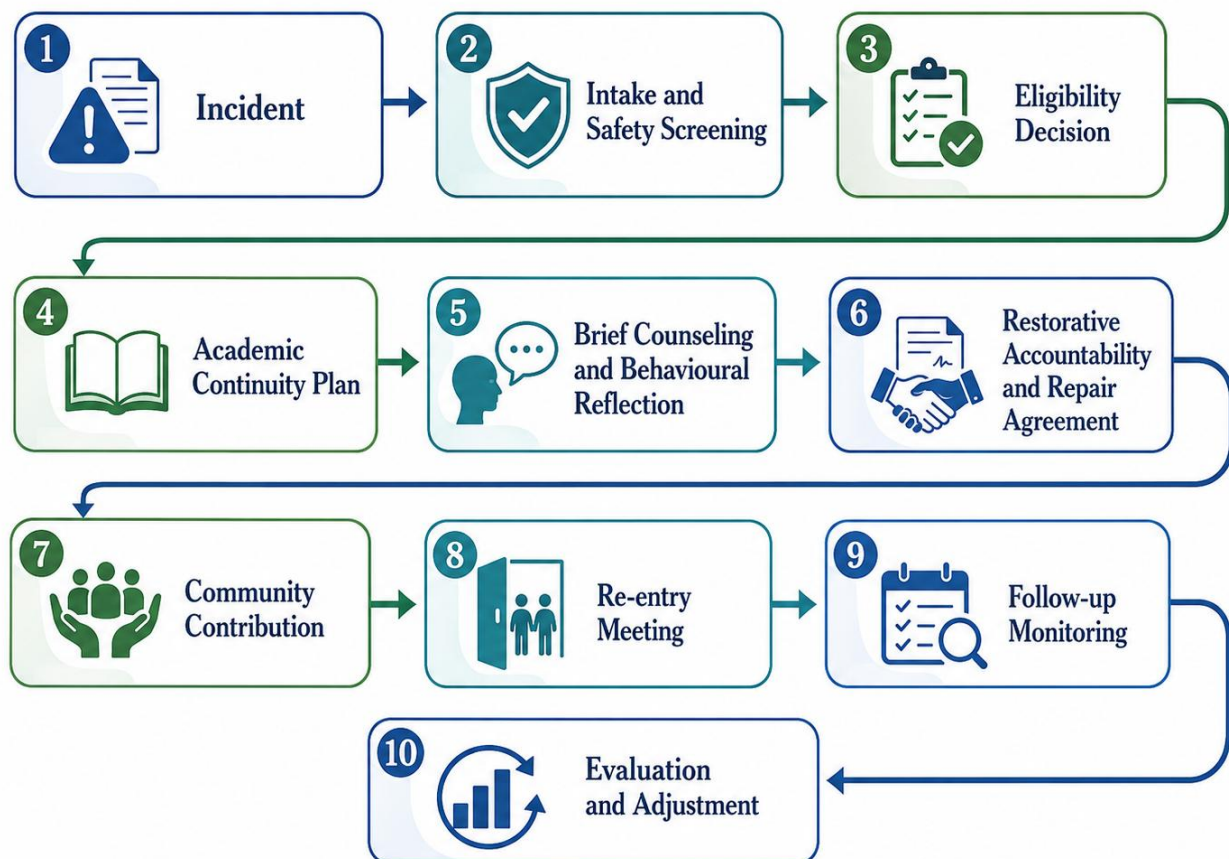 1
Incident
2
Intake and
Safety Screening
3
Eligibility
Decision
4
Academic
Continuity Plan
5
Brief Counseling
and Behavioural
Reflection
6
Restorative
Accountability
and Repair
Agreement
7
Community
Contribution
8
Re-entry
Meeting
9
Follow-up
Monitoring
10
Evaluation
and Adjustment